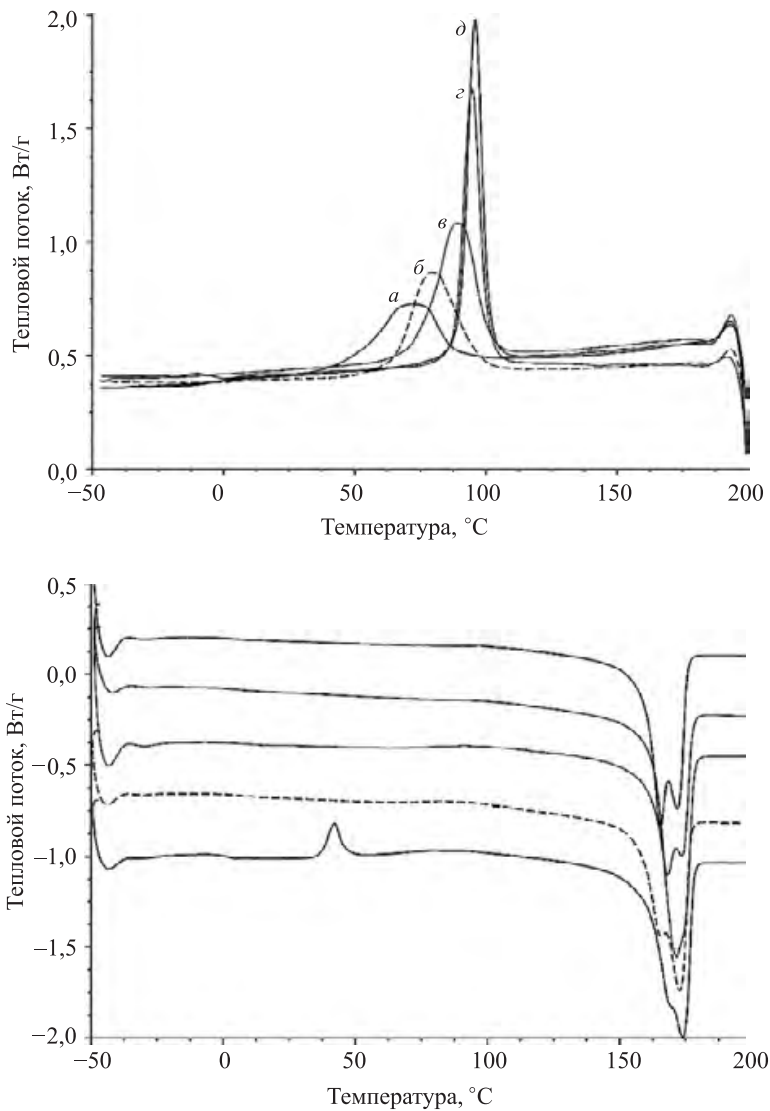 2,0
д
г
1,5
Тепловой поток, Вт/г
в
1,0
б
а
0,5
0,0
−50 0 50 100 150 200
Температура, °С
0,5
0,0
Тепловой поток, Вт/г
−0,5
−1,0
−1,5
−2,0
−50 0 50 100 150 200
Температура, °С